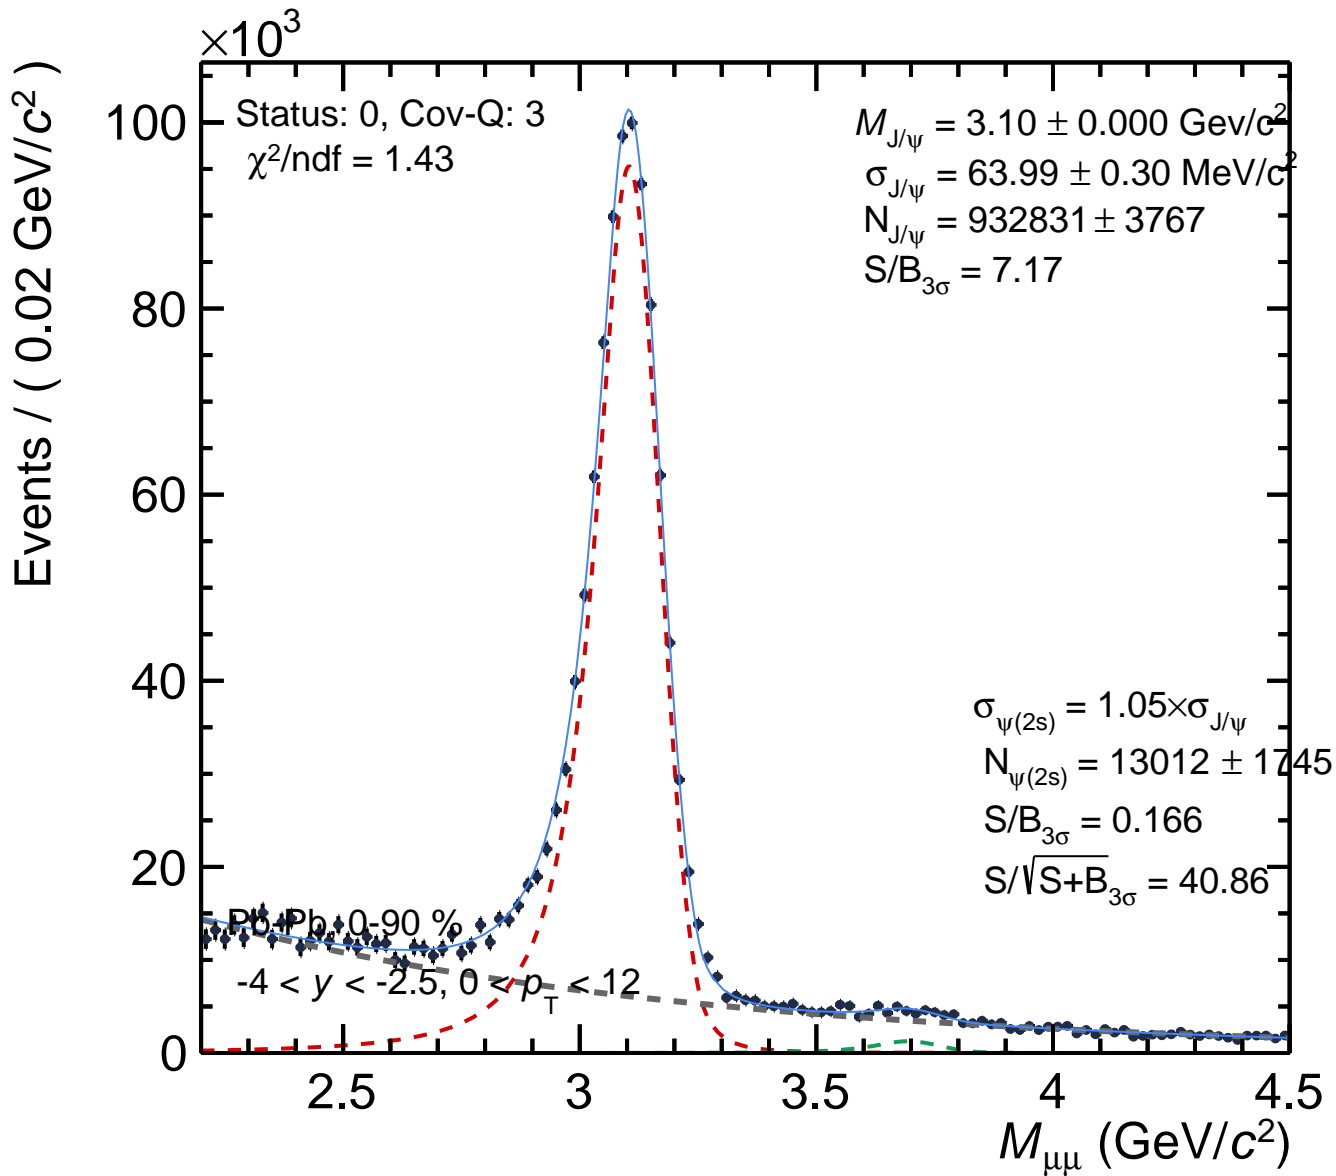 ×10³
Events / ( 0.02 GeV/c²)
100
80
60
40
20
0
Status: 0, Cov-Q: 3
χ²/ndf = 1.43
M_J/ψ = 3.10 ± 0.000 Gev/c²
σ_J/ψ = 63.99 ± 0.30 MeV/c²
N_J/ψ = 932831 ± 3767
S/B_3σ = 7.17
σ_ψ(2s) = 1.05×σ_J/ψ
N_ψ(2s) = 13012 ± 1745
S/B_3σ = 0.166
S/√S+B_3σ = 40.86
Pb-Pb, 0-90 %
-4 < y < -2.5, 0 < p_T < 12
2.5 3 3.5 4 4.5
M_μμ (GeV/c²)